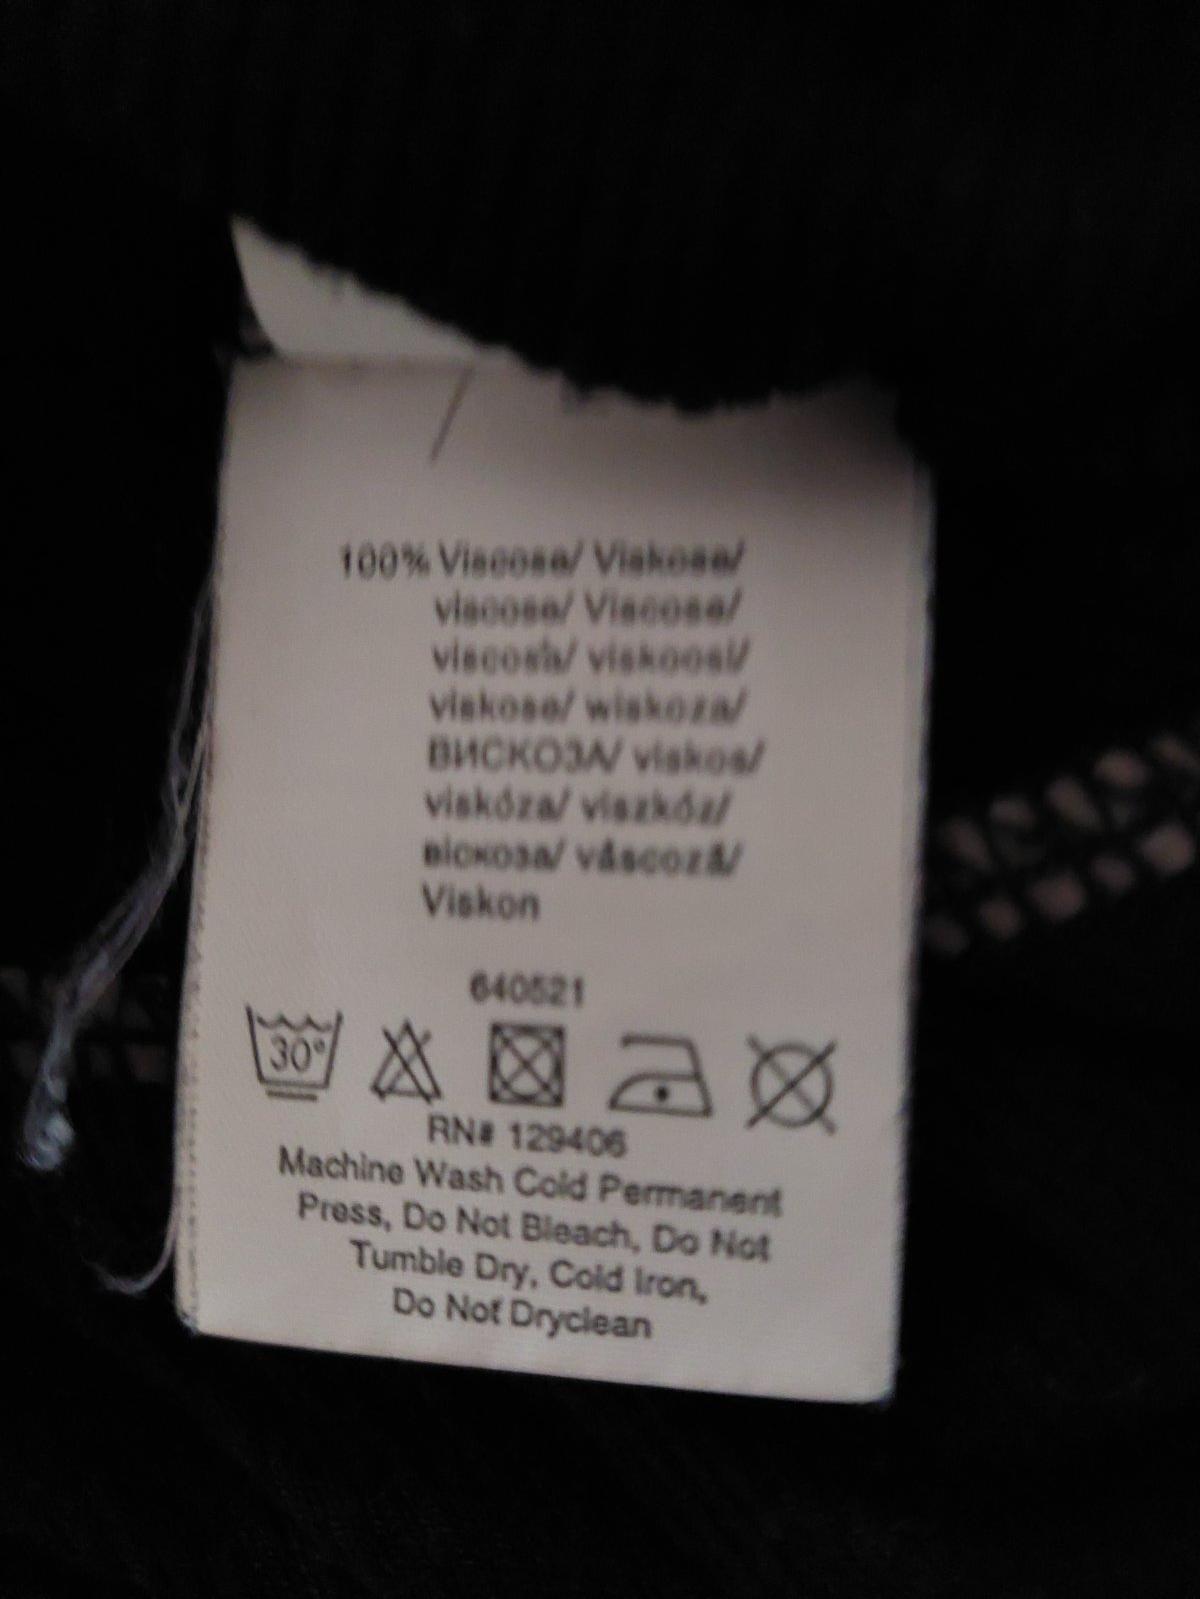 100% Viscose/ Viskose/
viscose/ Viscose/
viscosa/ viskoosi/
viskose/ wiskoza/
ВИСКОЗА/ viskos/
viskóza/ viszkóz/
віскоза/ vâscoză/
Viskon
640521
30°
RN# 129406
Machine Wash Cold Permanent
Press, Do Not Bleach, Do Not
Tumble Dry, Cold Iron,
Do Not Dryclean